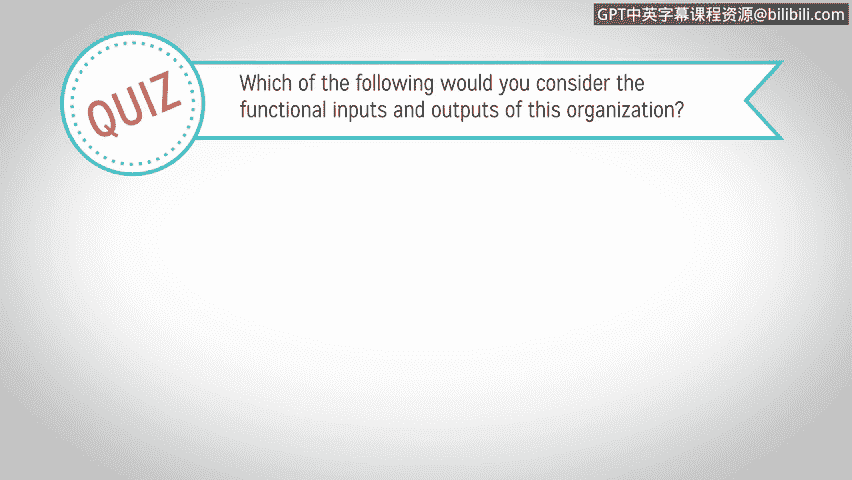 GPT中英字幕课程资源@bilibili.com
QUIZ
Which of the following would you consider the
functional inputs and outputs of this organization?